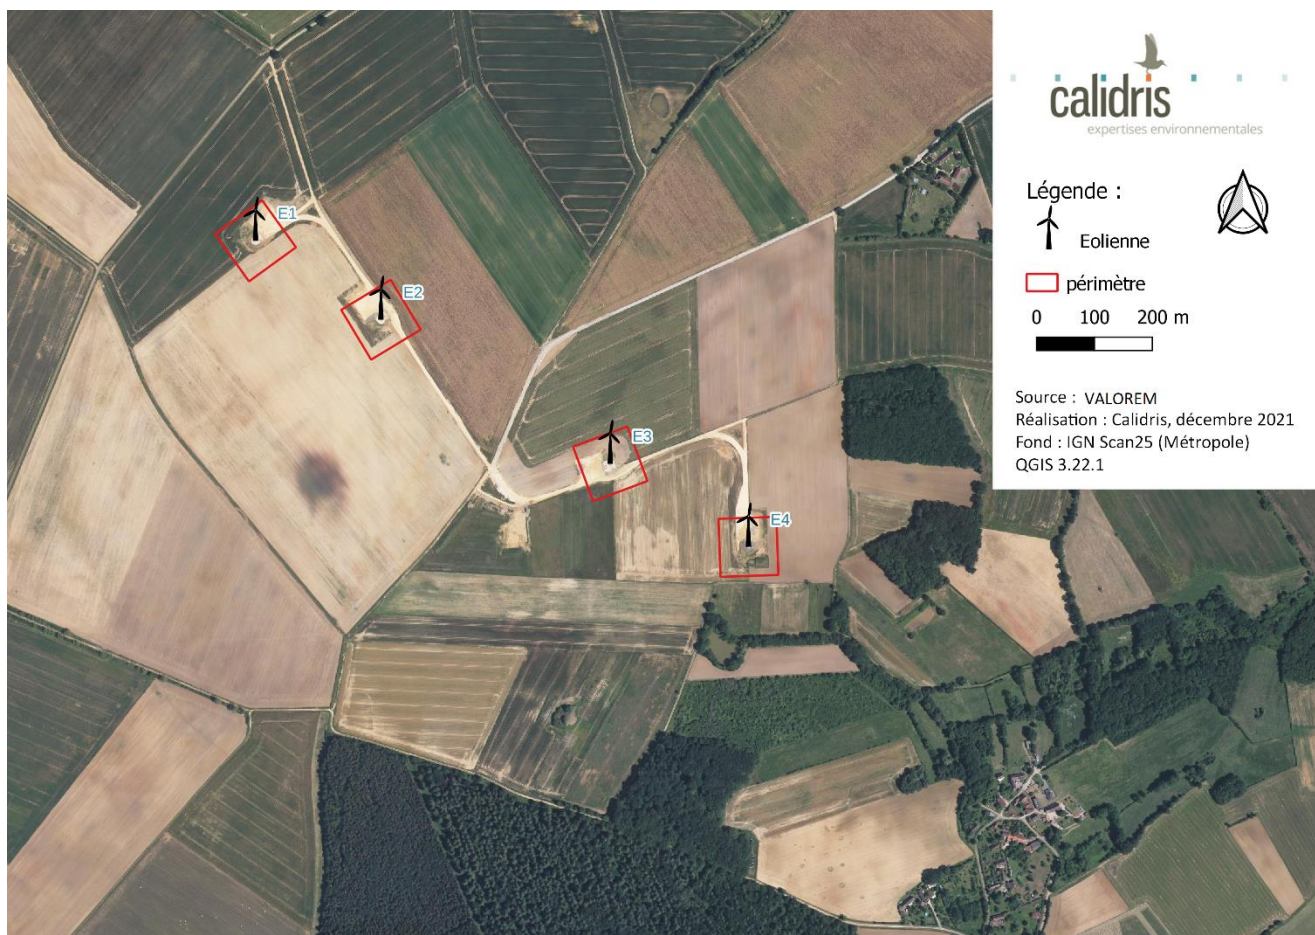 calidris
expertises environnementales
Légende :
Eolienne
périmètre
0 100 200 m
Source : VALOREM
Réalisation : Calidris, décembre 2021
Fond : IGN Scan25 (Métropole)
QGIS 3.22.1
E1
E2
E3
E4